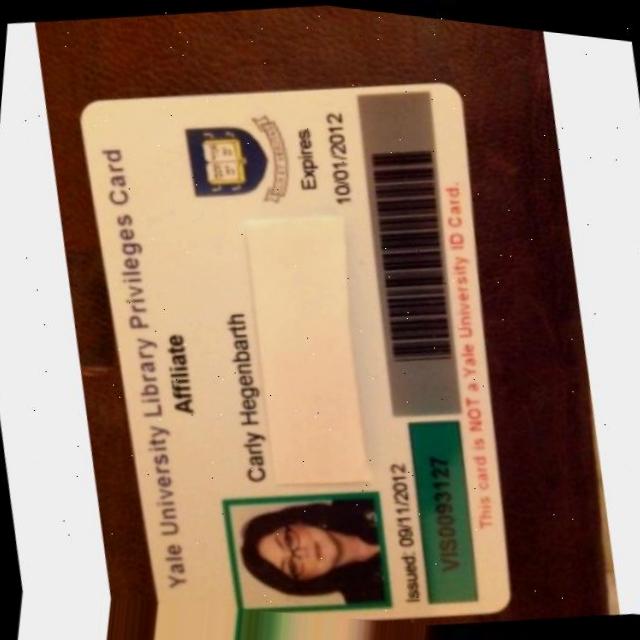 Yale University Library Privileges Card
Affiliate
Carly Hegenbarth
Expires
10/01/2012
Issued: 09/11/2012
VIS0093127
This card is NOT a Yale University ID Card.